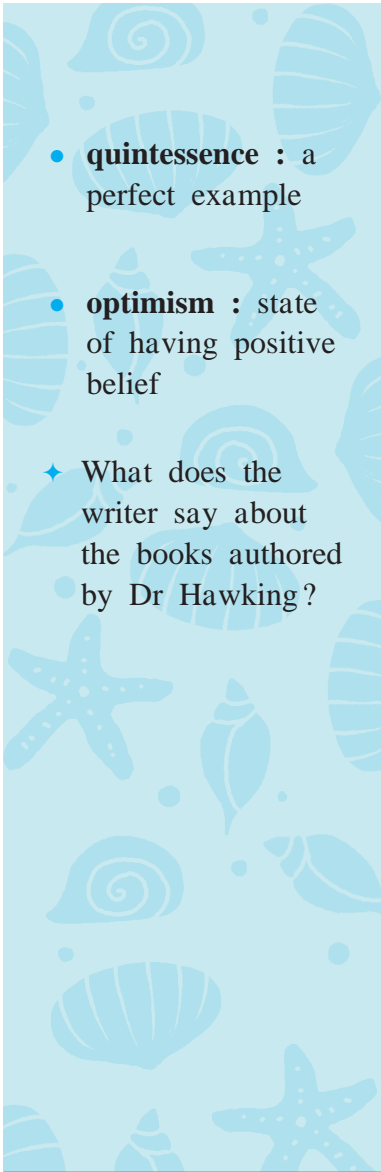 • quintessence : a
perfect example
• optimism : state
of having positive
belief
✦ What does the
writer say about
the books authored
by Dr Hawking?